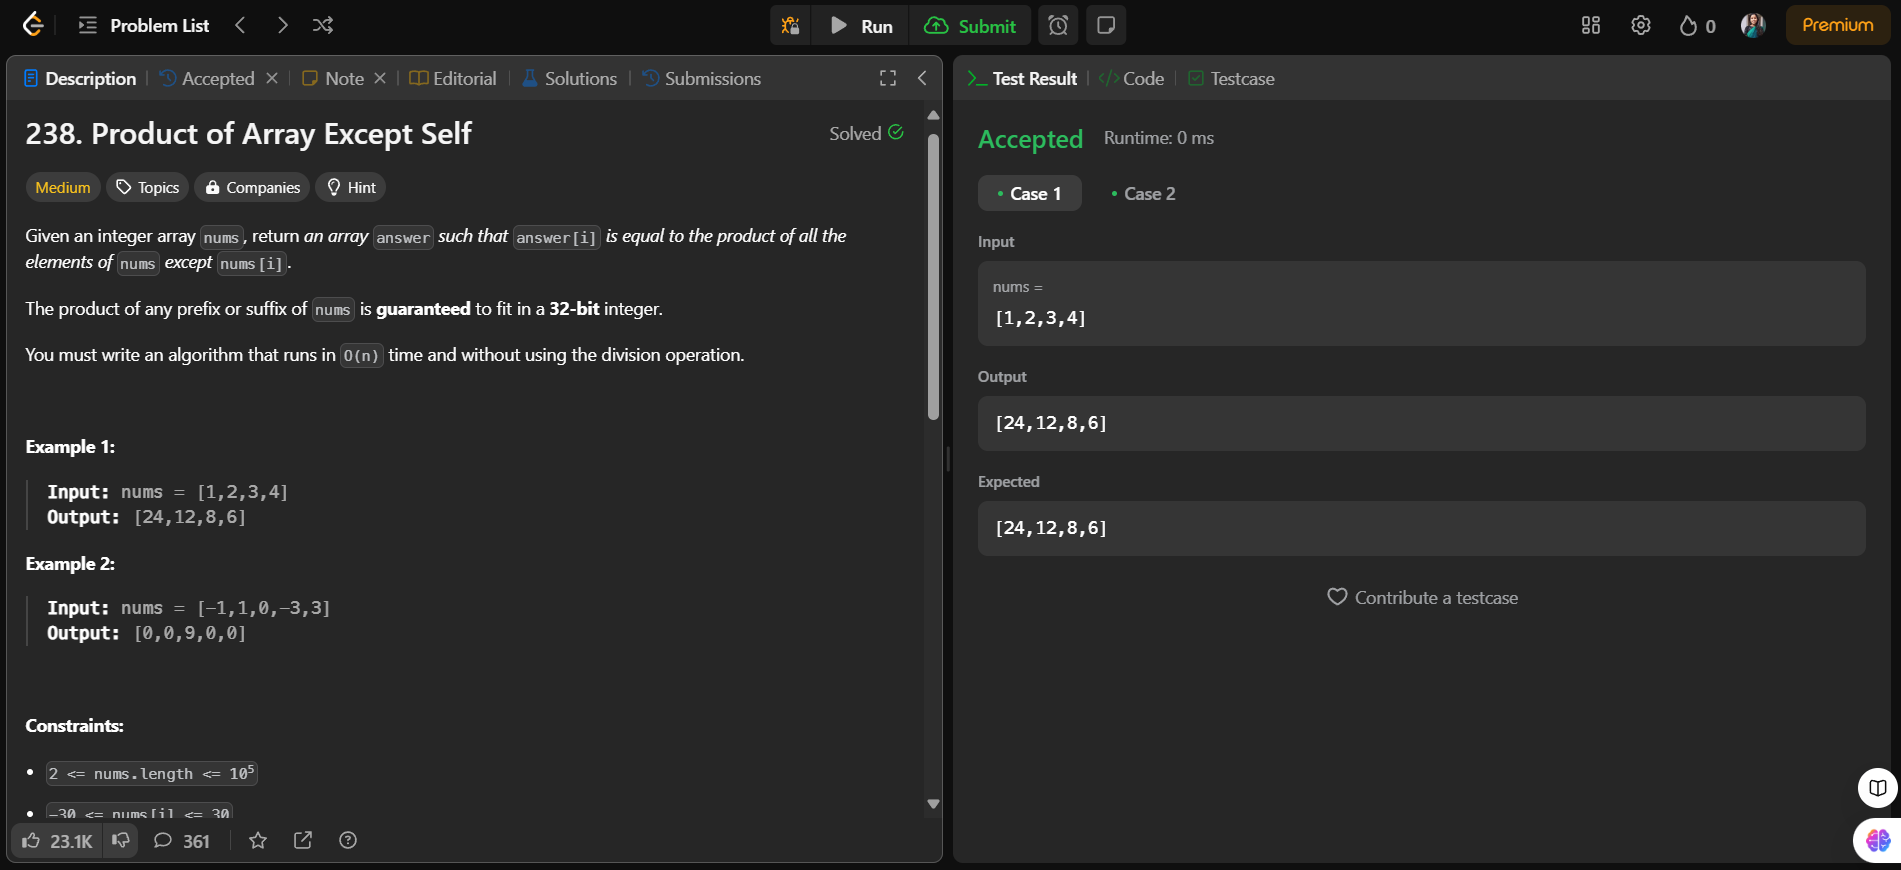 Problem List
Run
Submit
0
Premium
Description
Accepted
Note
Editorial
Solutions
Submissions
238. Product of Array Except Self
Solved
Medium
Topics
Companies
Hint
Given an integer array nums, return an array answer such that answer[i] is equal to the product of all the
elements of nums except nums[i].
The product of any prefix or suffix of nums is guaranteed to fit in a 32-bit integer.
You must write an algorithm that runs in O(n) time and without using the division operation.
Example 1:
Input: nums = [1,2,3,4]
Output: [24,12,8,6]
Example 2:
Input: nums = [-1,1,0,-3,3]
Output: [0,0,9,0,0]
Constraints:
• 2 <= nums.length <= 10⁵
• -30 <= nums[i] <= 30
23.1K
361
Test Result
Code
Testcase
Accepted
Runtime: 0 ms
• Case 1
• Case 2
Input
nums =
[1,2,3,4]
Output
[24,12,8,6]
Expected
[24,12,8,6]
Contribute a testcase